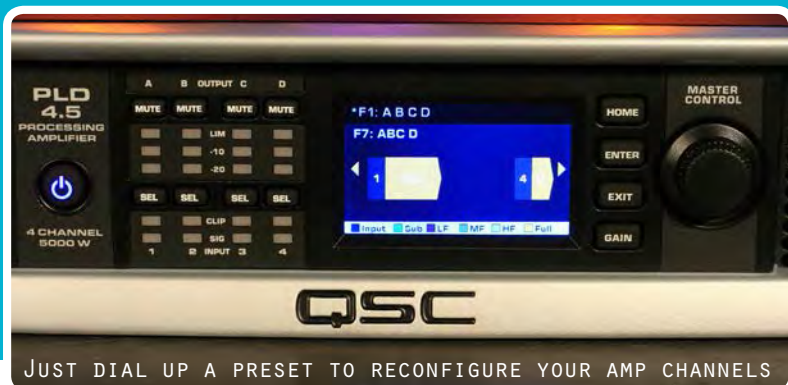 PLD
4.5
PROCESSING
AMPLIFIER
4 CHANNEL
5000 W
A B OUTPUT C D
MUTE MUTE MUTE MUTE
LIM
-10
-20
SEL SEL SEL SEL
CLIP
SIG
1 2 INPUT 3 4
*F1: A B C D
F7: ABC D
1 4
Input Sub LF MF HF Full
HOME
ENTER
EXIT
GAIN
MASTER
CONTROL
QSC
JUST DIAL UP A PRESET TO RECONFIGURE YOUR AMP CHANNELS